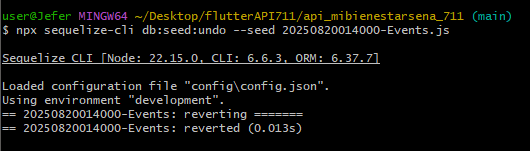 user@Jefer MINGW64 ~/Desktop/flutterAPI711/api_mibienestarsena_711 (main)
$ npx sequelize-cli db:seed:undo --seed 20250820014000-Events.js
Sequelize CLI [Node: 22.15.0, CLI: 6.6.3, ORM: 6.37.7]
Loaded configuration file "config\config.json".
Using environment "development".
== 20250820014000-Events: reverting =======
== 20250820014000-Events: reverted (0.013s)